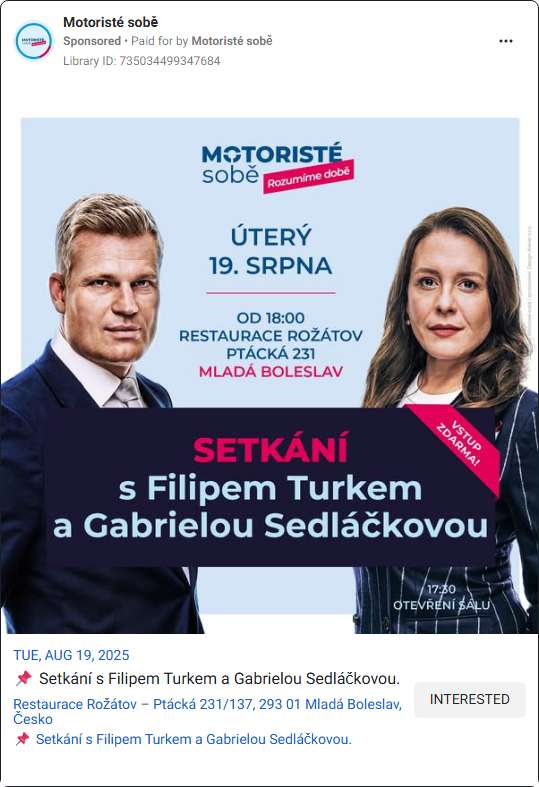 Motoristé sobě
Sponsored • Paid for by Motoristé sobě
Library ID: 735034499347684
MOTORISTÉ
sobě
Rozumíme době
ÚTERÝ
19. SRPNA
OD 18:00
RESTAURACE ROŽÁTOV
PTÁCKÁ 231
MLADÁ BOLESLAV
VSTUP
ZDARMA!
SETKÁNÍ
s Filipem Turkem
a Gabrielou Sedláčkovou
17:30
OTEVŘENÍ SÁLU
TUE, AUG 19, 2025
📌 Setkání s Filipem Turkem a Gabrielou Sedláčkovou.
INTERESTED
Restaurace Rožátov – Ptácká 231/137, 293 01 Mladá Boleslav,
Česko
📌 Setkání s Filipem Turkem a Gabrielou Sedláčkovou.